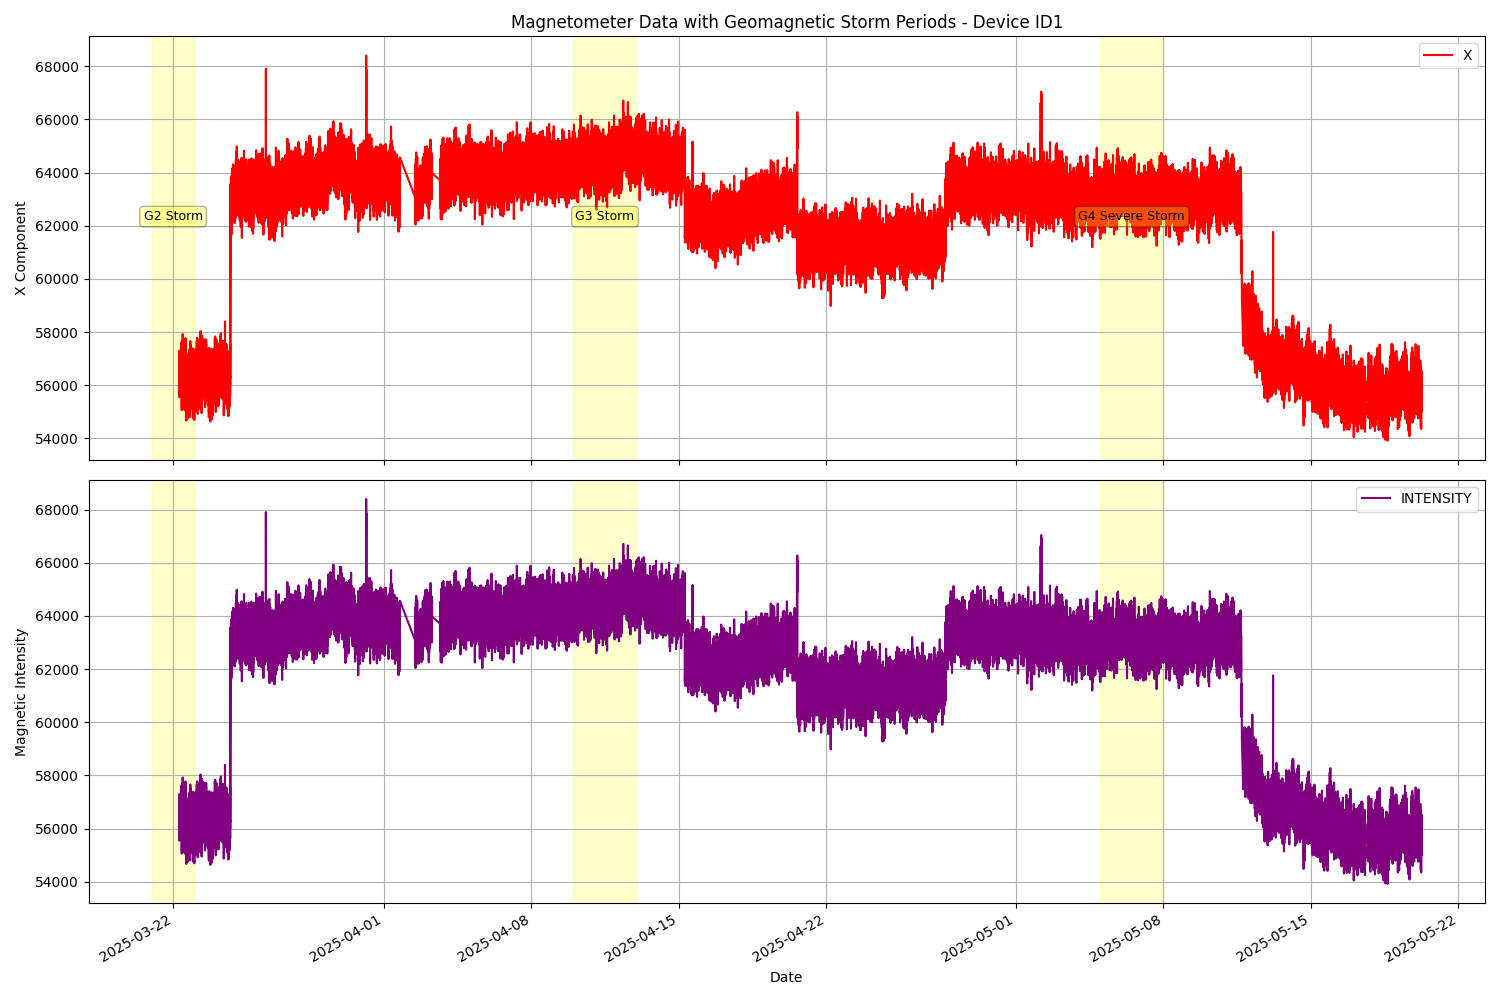 Magnetometer Data with Geomagnetic Storm Periods - Device ID1
X Component
68000
66000
64000
62000
60000
58000
56000
54000
X
G2 Storm
G3 Storm
G4 Severe Storm
Magnetic Intensity
68000
66000
64000
62000
60000
58000
56000
54000
INTENSITY
2025-03-22
2025-04-01
2025-04-08
2025-04-15
2025-04-22
2025-05-01
2025-05-08
2025-05-15
2025-05-22
Date